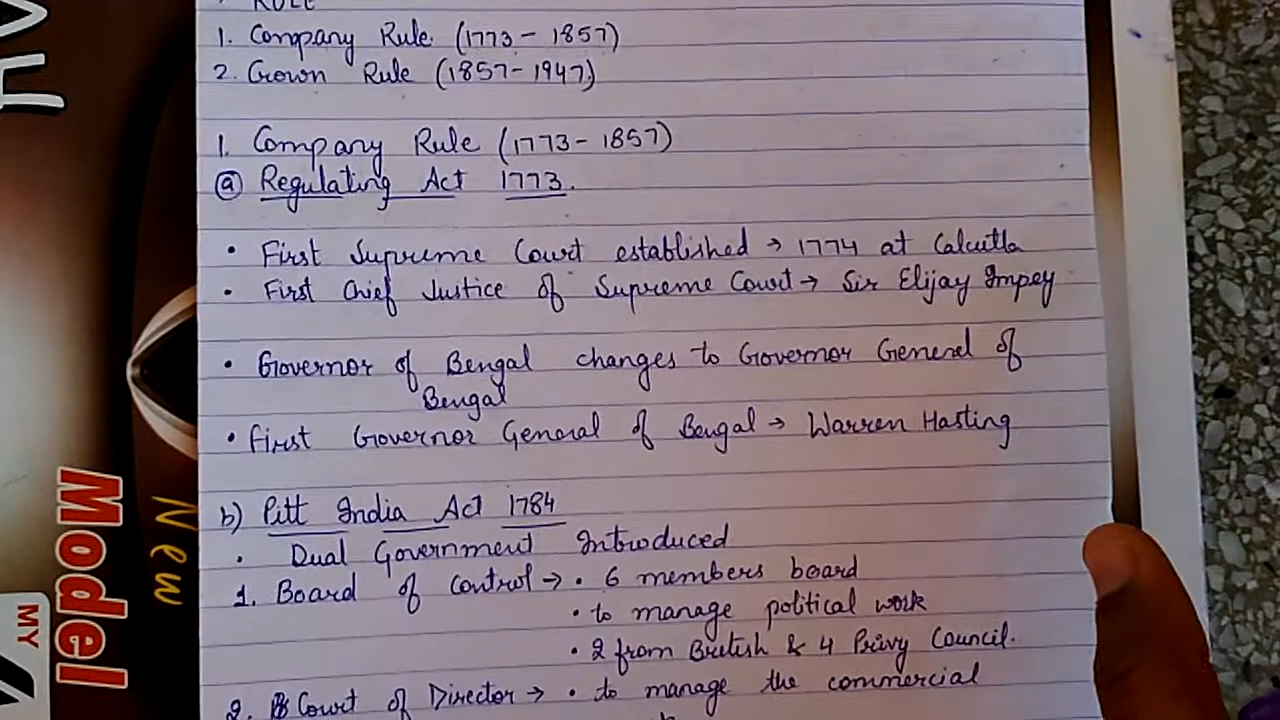 RULE
1. Company Rule (1773 - 1857)
2. Crown Rule (1857-1947)
1. Company Rule (1773 - 1857)
(a) Regulating Act 1773.
• First Supreme Court established → 1774 at Calcutta
• First Chief Justice of Supreme Court → Sir Elijay Impey
• Governor of Bengal changes to Governor General of
Bengal
• First Governor General of Bengal → Warren Hasting
b) Pitt India Act 1784
• Dual Government Introduced
1. Board of Control → • 6 members board
• to manage political work
• 2 from British & 4 Privy Council.
2. Court of Director → • to manage the commercial
New
Model
MY